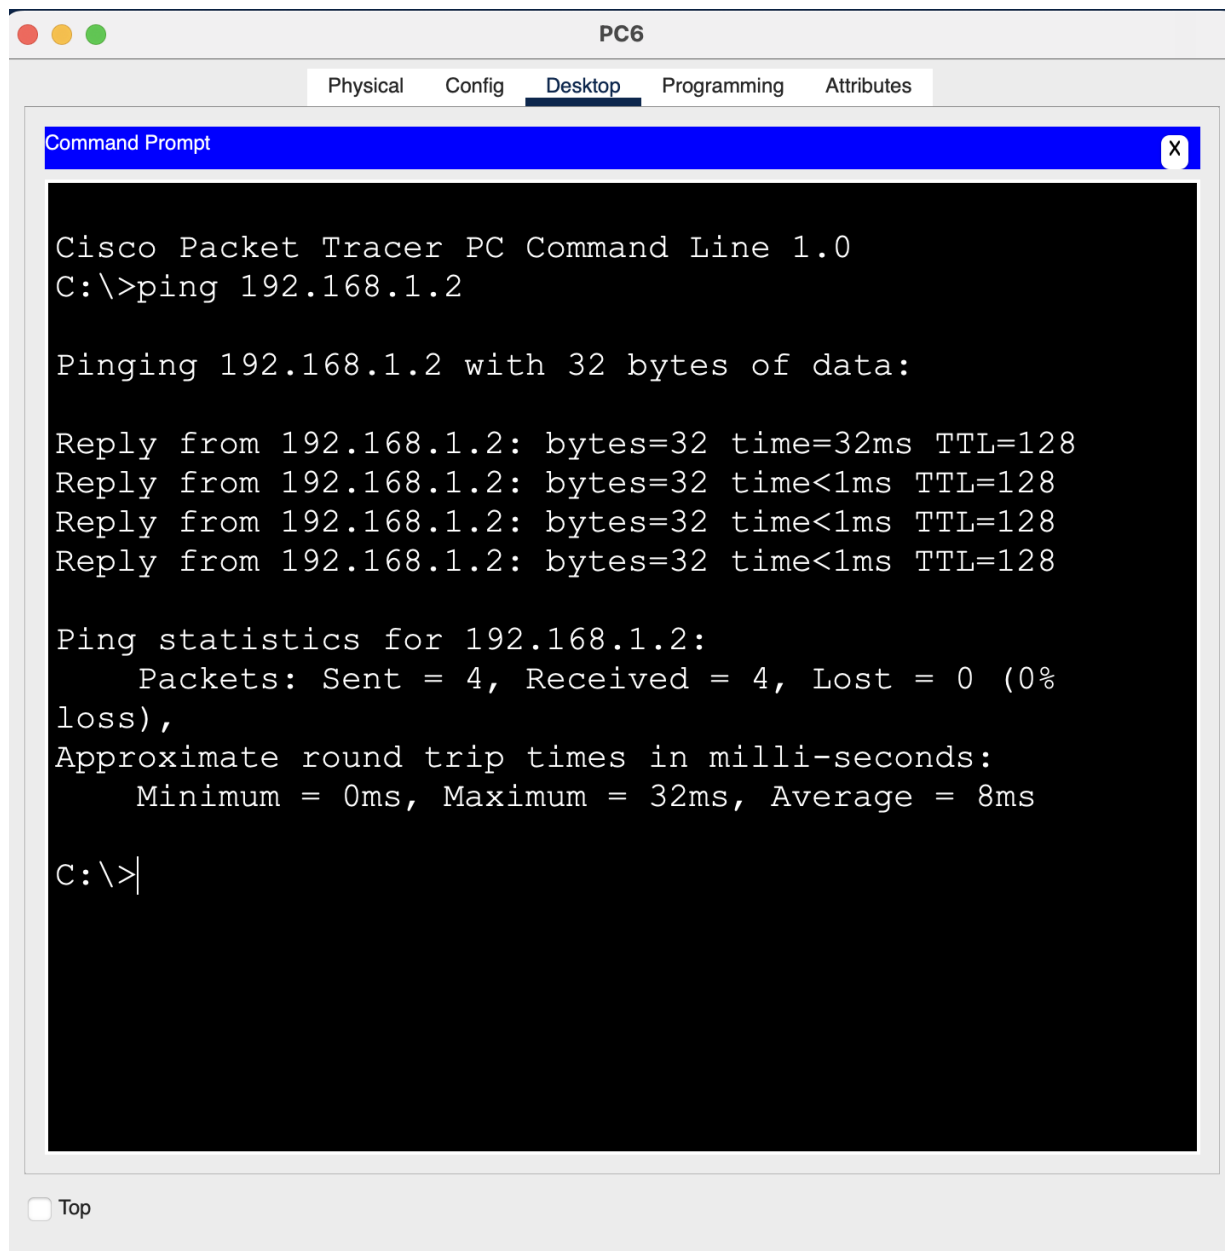 PC6
Physical Config Desktop Programming Attributes
Command Prompt
X
Cisco Packet Tracer PC Command Line 1.0
C:\>ping 192.168.1.2
Pinging 192.168.1.2 with 32 bytes of data:
Reply from 192.168.1.2: bytes=32 time=32ms TTL=128
Reply from 192.168.1.2: bytes=32 time<1ms TTL=128
Reply from 192.168.1.2: bytes=32 time<1ms TTL=128
Reply from 192.168.1.2: bytes=32 time<1ms TTL=128
Ping statistics for 192.168.1.2:
    Packets: Sent = 4, Received = 4, Lost = 0 (0%
loss),
Approximate round trip times in milli-seconds:
    Minimum = 0ms, Maximum = 32ms, Average = 8ms
C:\>
Top